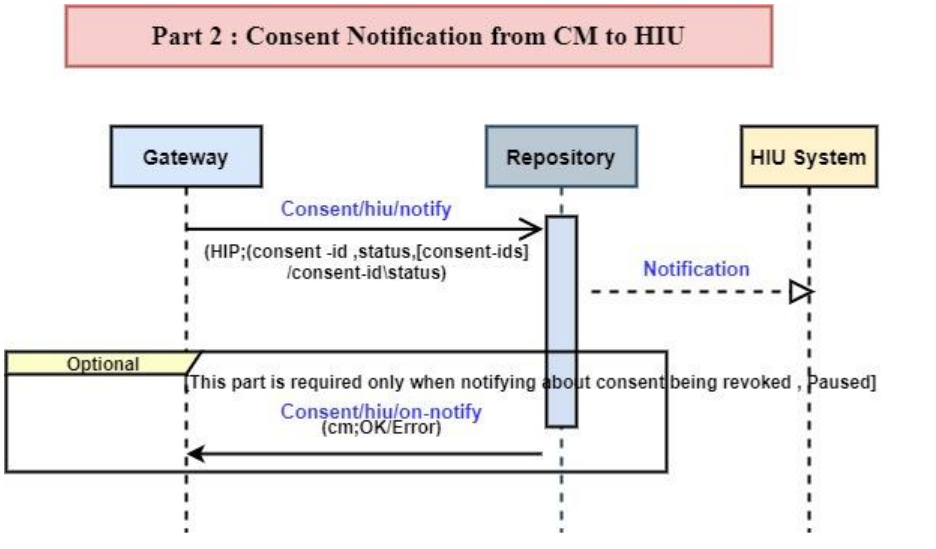 Part 2 : Consent Notification from CM to HIU
Gateway
Repository
HIU System
Consent/hiu/notify
(HIP;(consent -id ,status,[consent-ids]
/consent-id\status)
Notification
Optional
[This part is required only when notifying about consent being revoked , Paused]
Consent/hiu/on-notify
(cm;OK/Error)